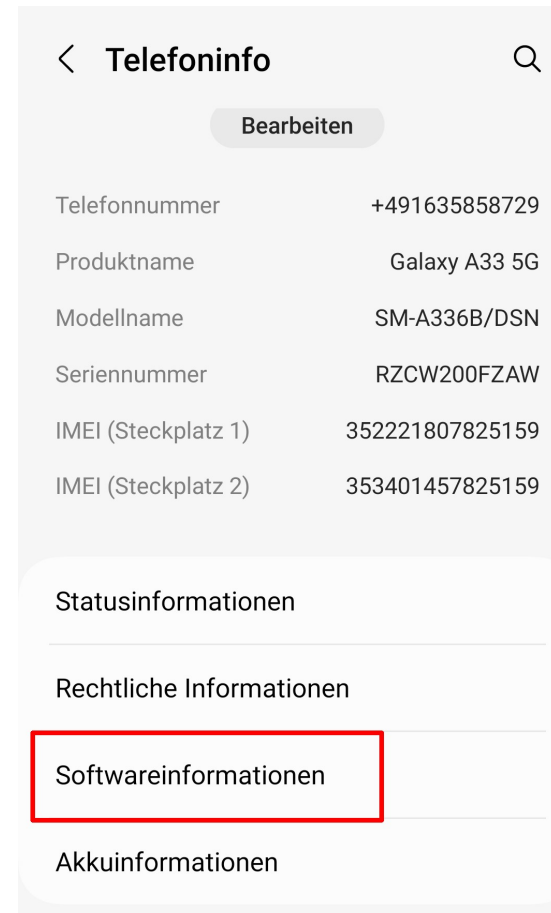 Telefoninfo
Bearbeiten
Telefonnummer +491635858729
Produktname Galaxy A33 5G
Modellname SM-A336B/DSN
Seriennummer RZCW200FZAW
IMEI (Steckplatz 1) 352221807825159
IMEI (Steckplatz 2) 353401457825159
Statusinformationen
Rechtliche Informationen
Softwareinformationen
Akkuinformationen